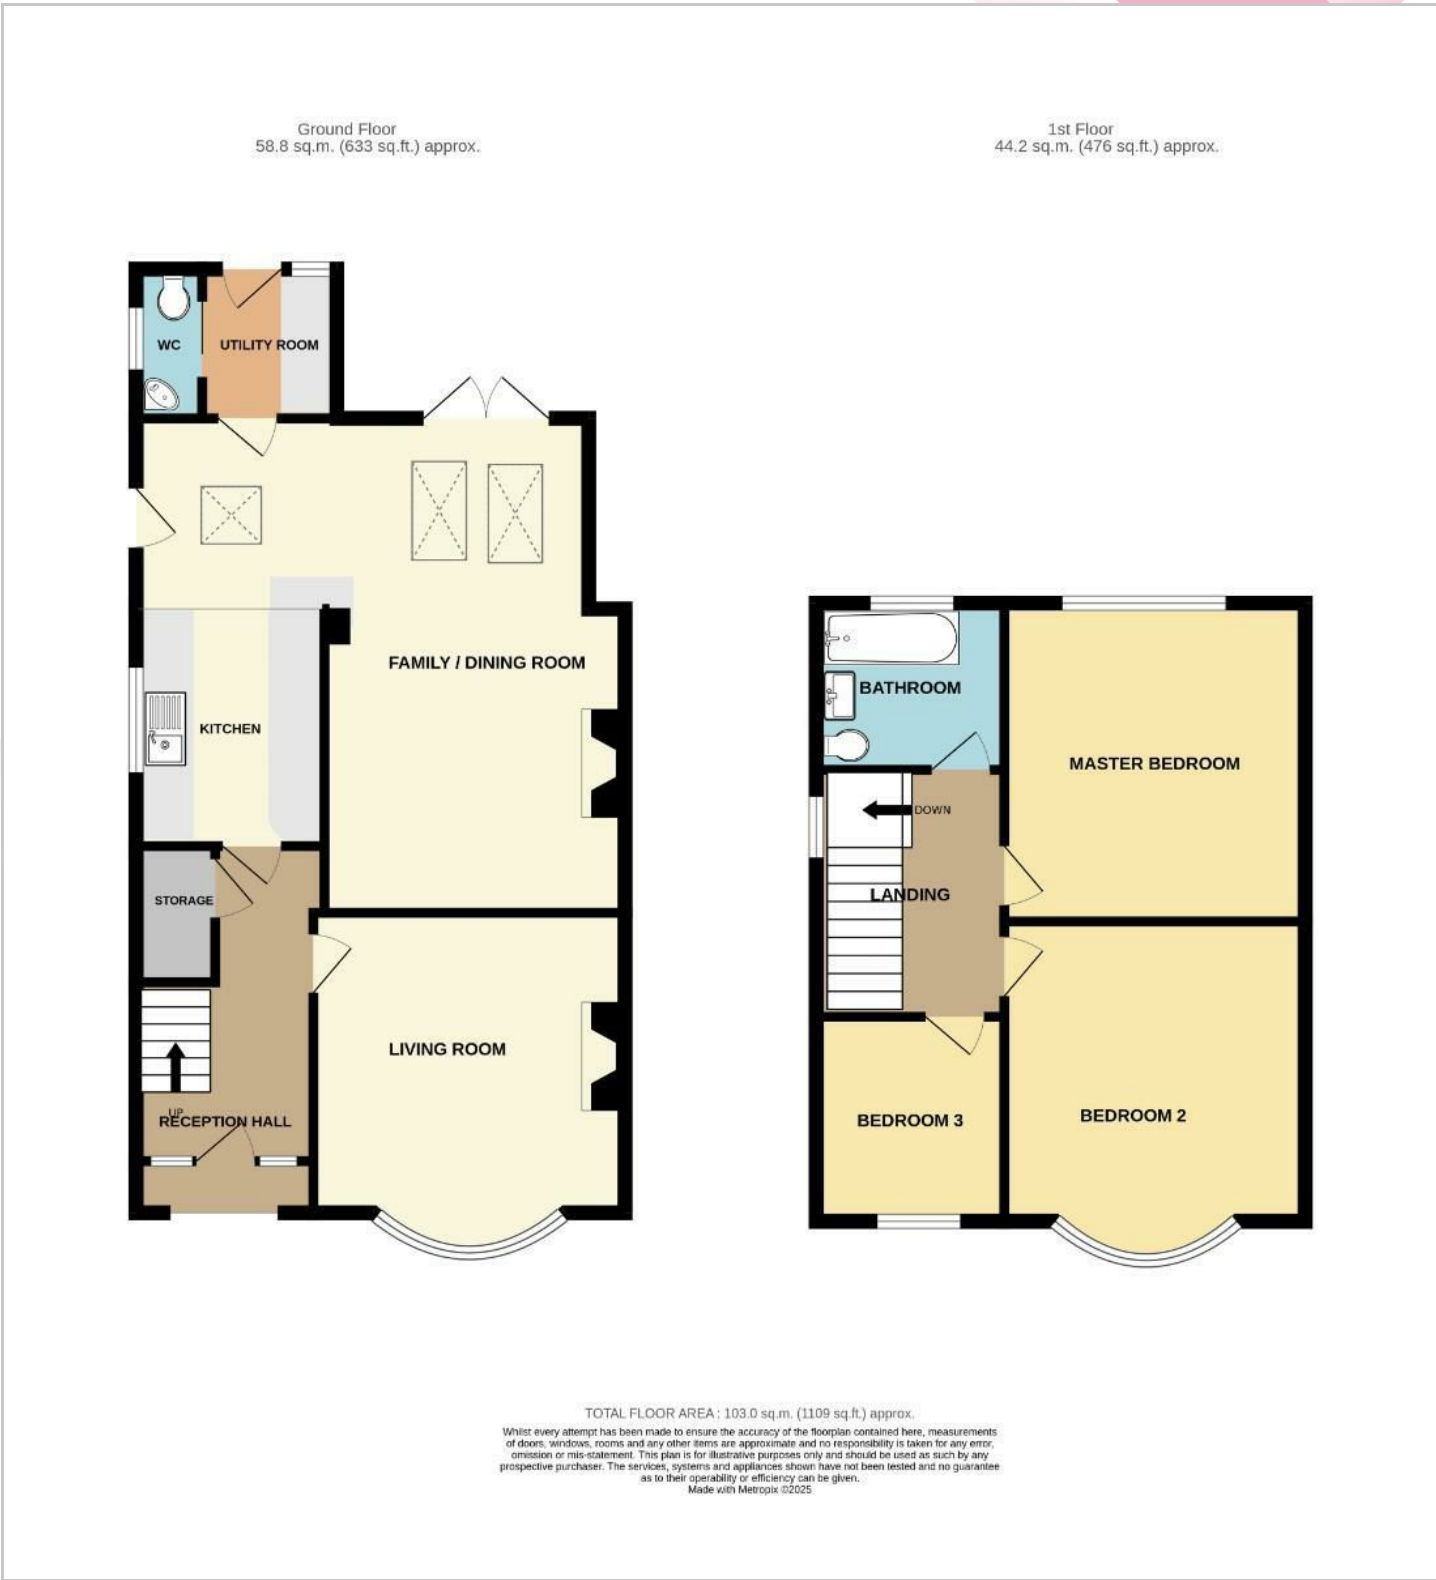 Ground Floor
58.8 sq.m. (633 sq.ft.) approx.
1st Floor
44.2 sq.m. (476 sq.ft.) approx.
WC
UTILITY ROOM
FAMILY / DINING ROOM
KITCHEN
STORAGE
LIVING ROOM
UP
RECEPTION HALL
BATHROOM
MASTER BEDROOM
DOWN
LANDING
BEDROOM 3
BEDROOM 2
TOTAL FLOOR AREA : 103.0 sq.m. (1109 sq.ft.) approx.
Whilst every attempt has been made to ensure the accuracy of the floorplan contained here, measurements
of doors, windows, rooms and any other items are approximate and no responsibility is taken for any error,
omission or mis-statement. This plan is for illustrative purposes only and should be used as such by any
prospective purchaser. The services, systems and appliances shown have not been tested and no guarantee
as to their operability or efficiency can be given.
Made with Metropix ©2025